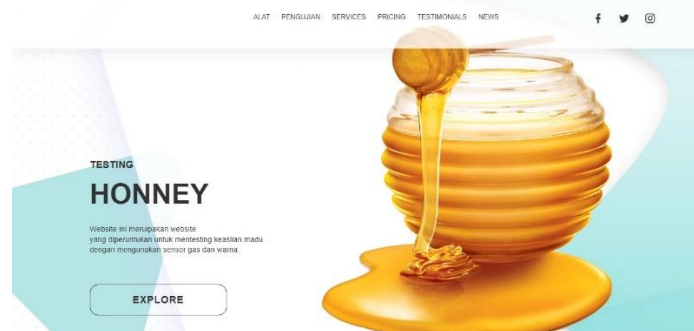 ALAT PENGUJIAN SERVICES PRICING TESTIMONIALS NEWS
TESTING
HONNEY
Website ini merupakan website
yang diperuntukan untuk mentesting keaslian madu
dengan mengunakan sensor gas dan warna
EXPLORE